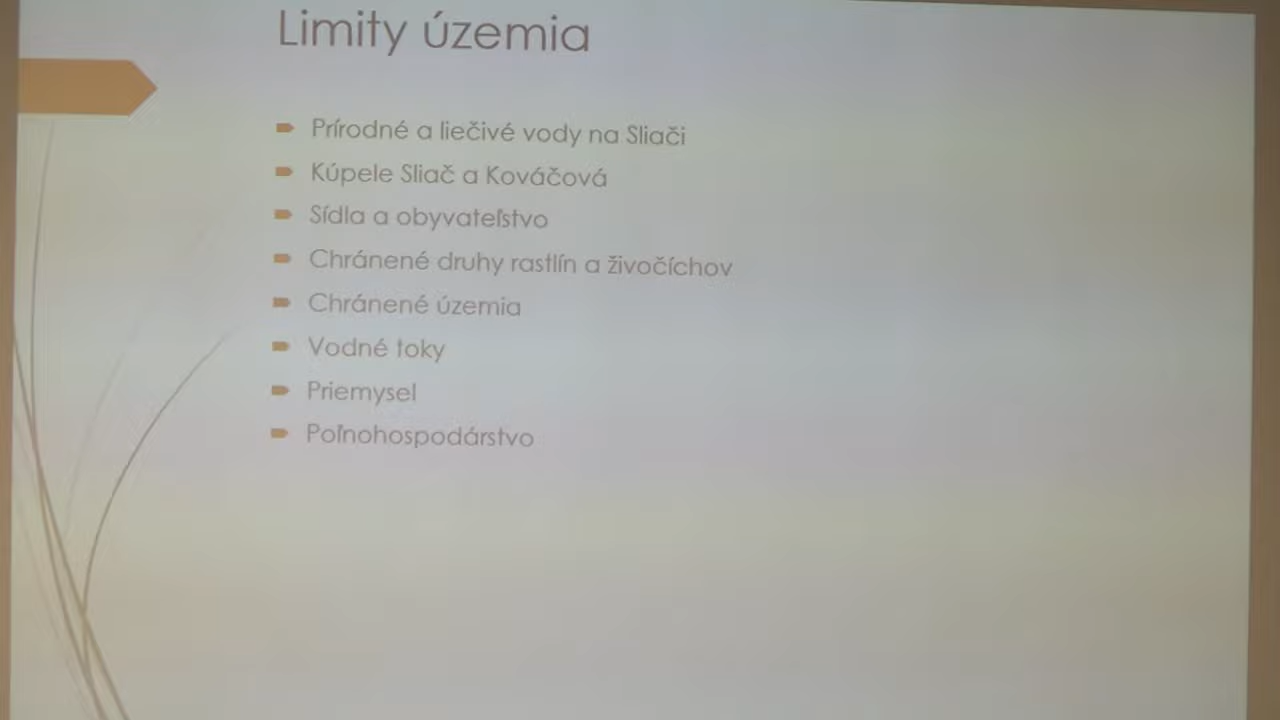 Limity územia
Prírodné a liečivé vody na Sliači
Kúpele Sliač a Kováčová
Sídla a obyvateľstvo
Chránené druhy rastlín a živočíchov
Chránené územia
Vodné toky
Priemysel
Poľnohospodárstvo